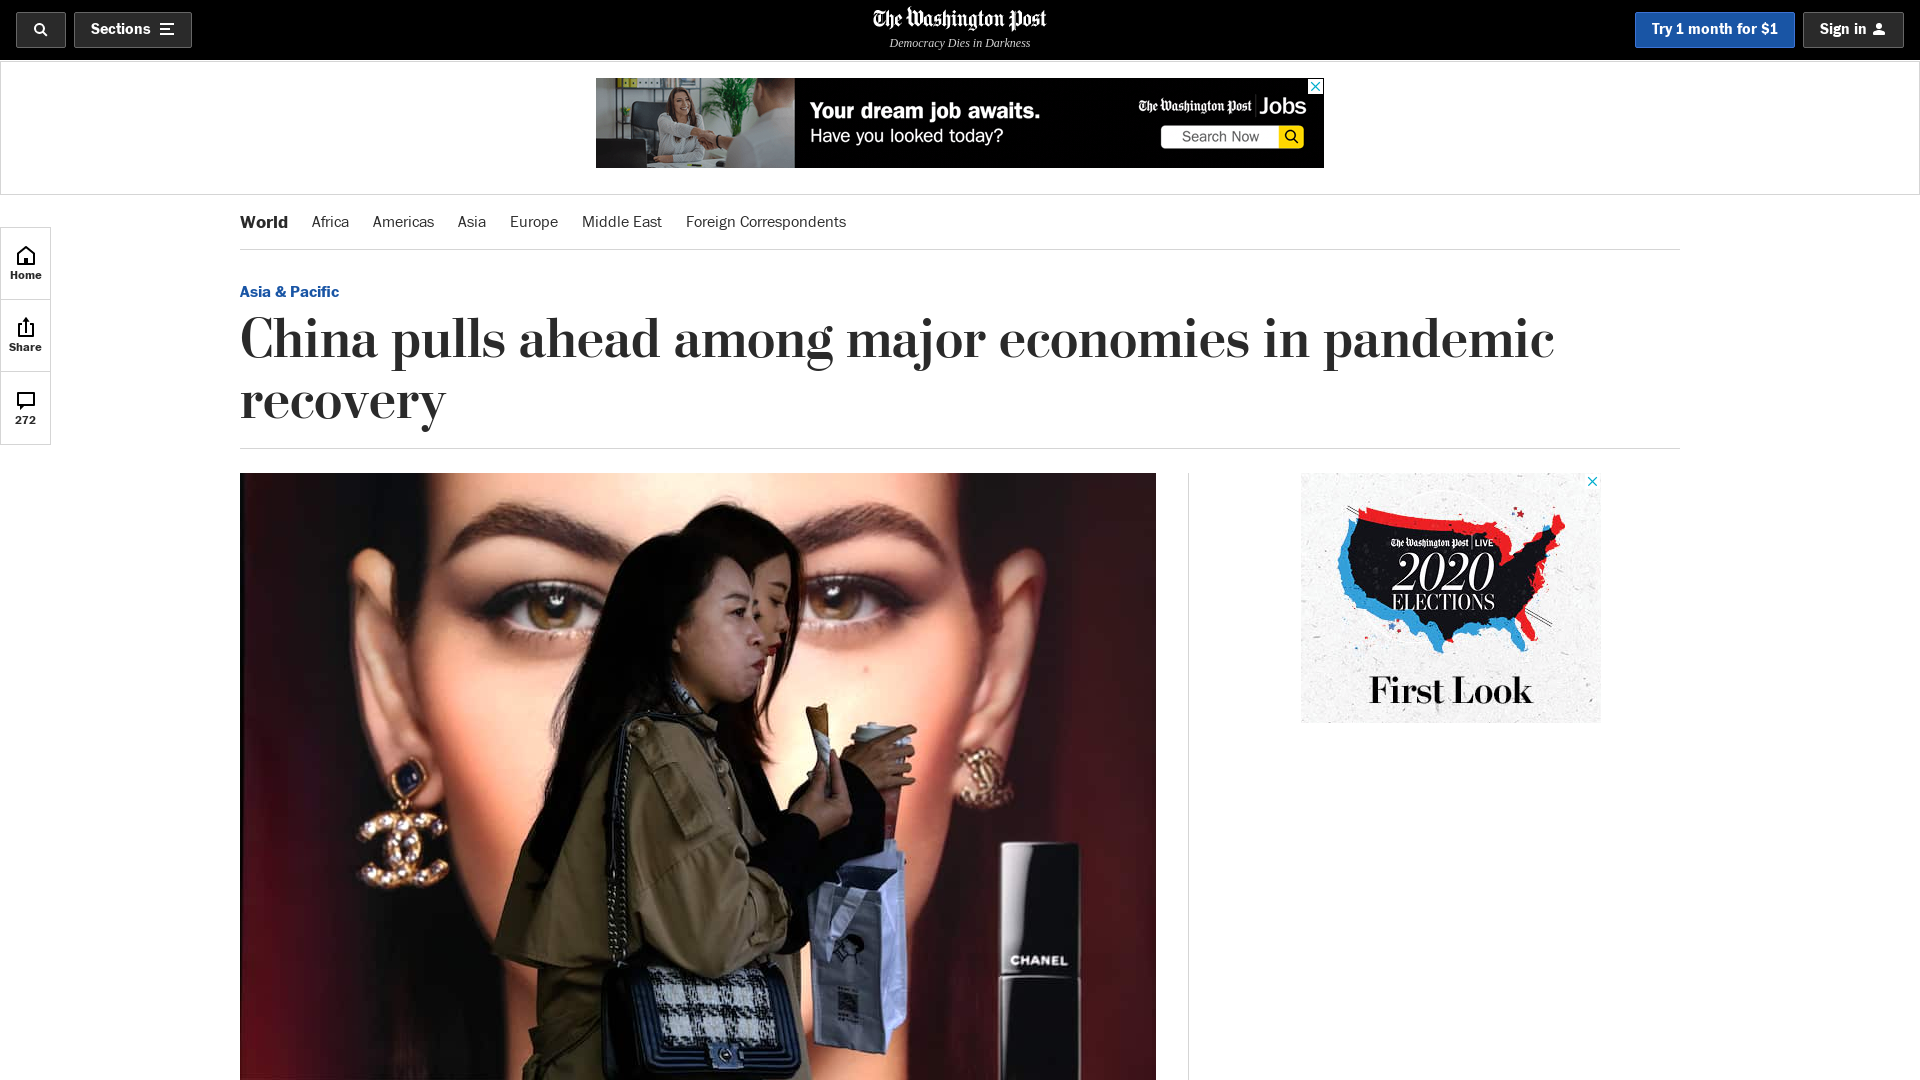 Sections
The Washington Post
Democracy Dies in Darkness
Try 1 month for $1
Sign in
Your dream job awaits.
Have you looked today?
The Washington Post Jobs
Search Now
World
Africa
Americas
Asia
Europe
Middle East
Foreign Correspondents
Home
Share
272
Asia & Pacific
China pulls ahead among major economies in pandemic
recovery
CHANEL
The Washington Post LIVE
2020
ELECTIONS
First Look